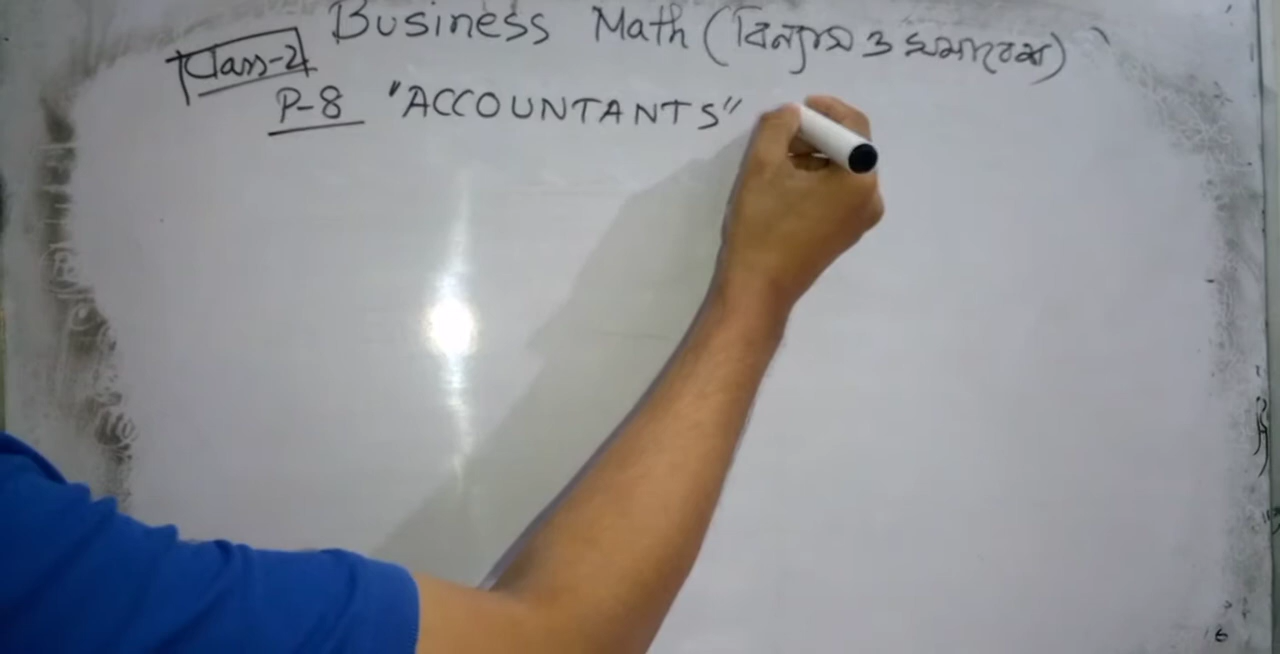 Business Math (বিন্যাস ও সমাবেশ)
Class-2
P-8 "ACCOUNTANTS"